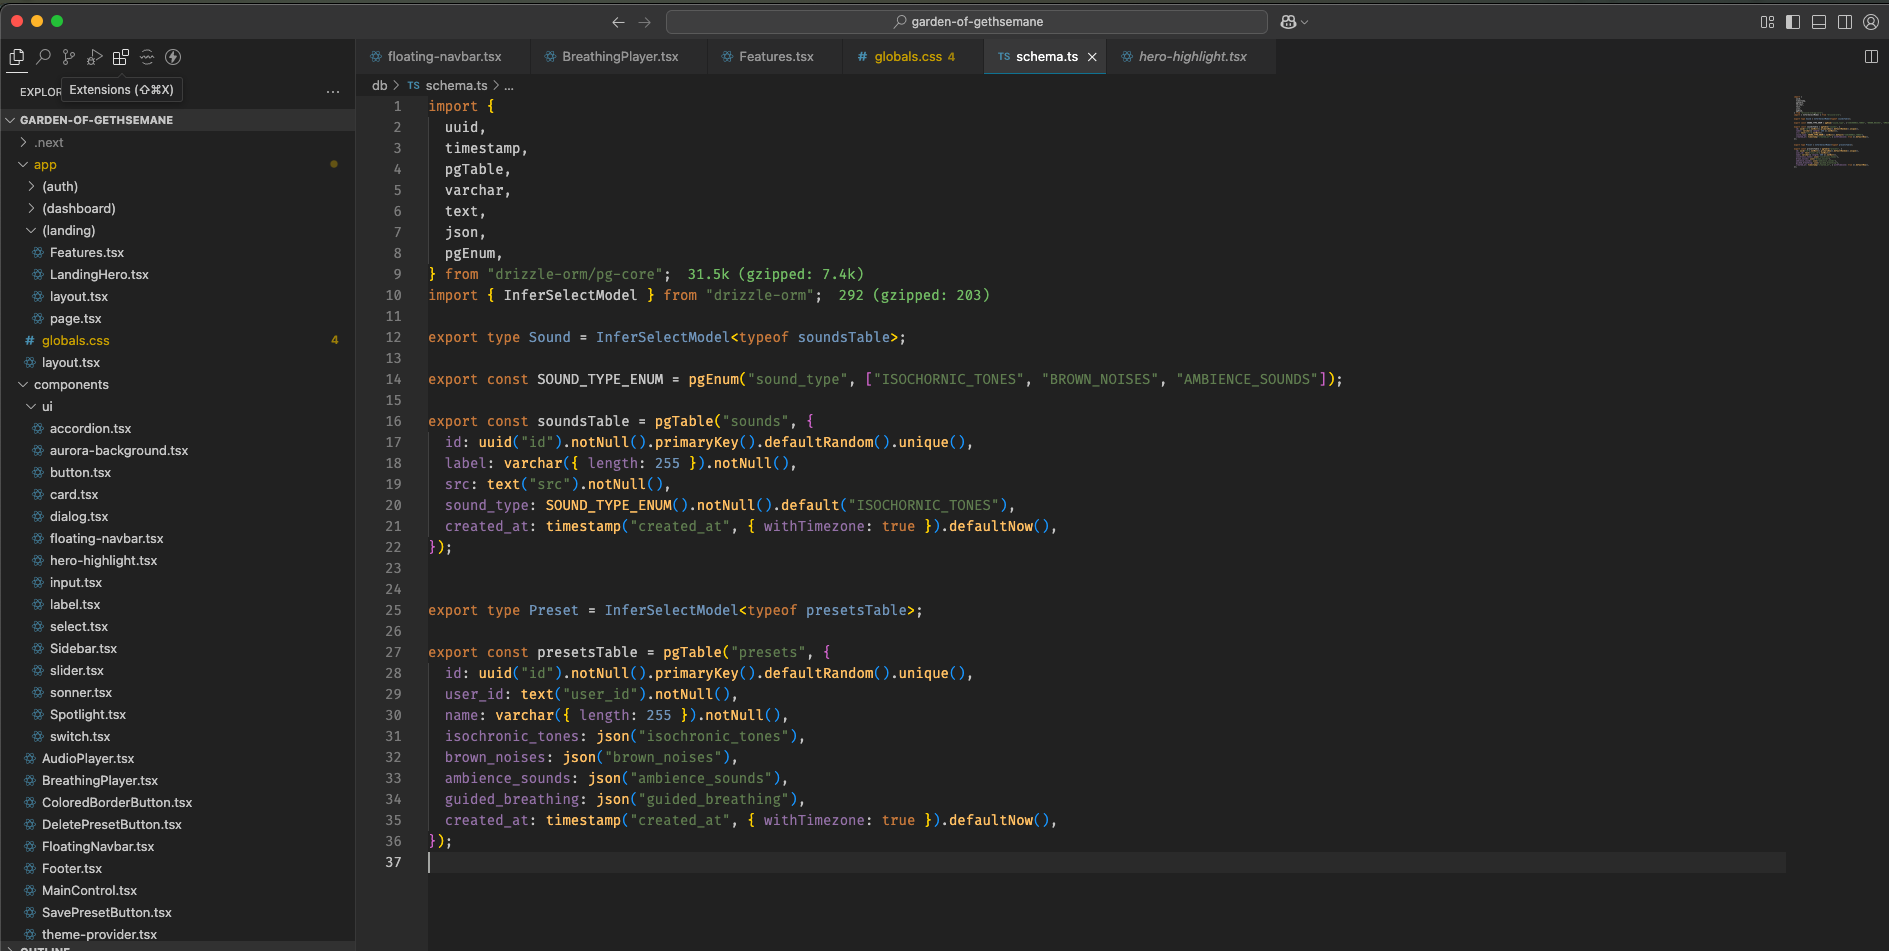 garden-of-gethsemane
EXPLOR
Extensions (⇧⌘X)
...
GARDEN-OF-GETHSEMANE
.next
app
(auth)
(dashboard)
(landing)
Features.tsx
LandingHero.tsx
layout.tsx
page.tsx
# globals.css 4
layout.tsx
components
ui
accordion.tsx
aurora-background.tsx
button.tsx
card.tsx
dialog.tsx
floating-navbar.tsx
hero-highlight.tsx
input.tsx
label.tsx
select.tsx
Sidebar.tsx
slider.tsx
sonner.tsx
Spotlight.tsx
switch.tsx
AudioPlayer.tsx
BreathingPlayer.tsx
ColoredBorderButton.tsx
DeletePresetButton.tsx
FloatingNavbar.tsx
Footer.tsx
MainControl.tsx
SavePresetButton.tsx
theme-provider.tsx
OUTLINE
floating-navbar.tsx BreathingPlayer.tsx Features.tsx # globals.css 4 TS schema.ts hero-highlight.tsx
db > TS schema.ts > ...
1 import {
2   uuid,
3   timestamp,
4   pgTable,
5   varchar,
6   text,
7   json,
8   pgEnum,
9 } from "drizzle-orm/pg-core";  31.5k (gzipped: 7.4k)
10 import { InferSelectModel } from "drizzle-orm";  292 (gzipped: 203)
11
12 export type Sound = InferSelectModel<typeof soundsTable>;
13
14 export const SOUND_TYPE_ENUM = pgEnum("sound_type", ["ISOCHORNIC_TONES", "BROWN_NOISES", "AMBIENCE_SOUNDS"]);
15
16 export const soundsTable = pgTable("sounds", {
17   id: uuid("id").notNull().primaryKey().defaultRandom().unique(),
18   label: varchar({ length: 255 }).notNull(),
19   src: text("src").notNull(),
20   sound_type: SOUND_TYPE_ENUM().notNull().default("ISOCHORNIC_TONES"),
21   created_at: timestamp("created_at", { withTimezone: true }).defaultNow(),
22 });
23
24
25 export type Preset = InferSelectModel<typeof presetsTable>;
26
27 export const presetsTable = pgTable("presets", {
28   id: uuid("id").notNull().primaryKey().defaultRandom().unique(),
29   user_id: text("user_id").notNull(),
30   name: varchar({ length: 255 }).notNull(),
31   isochronic_tones: json("isochronic_tones"),
32   brown_noises: json("brown_noises"),
33   ambience_sounds: json("ambience_sounds"),
34   guided_breathing: json("guided_breathing"),
35   created_at: timestamp("created_at", { withTimezone: true }).defaultNow(),
36 });
37